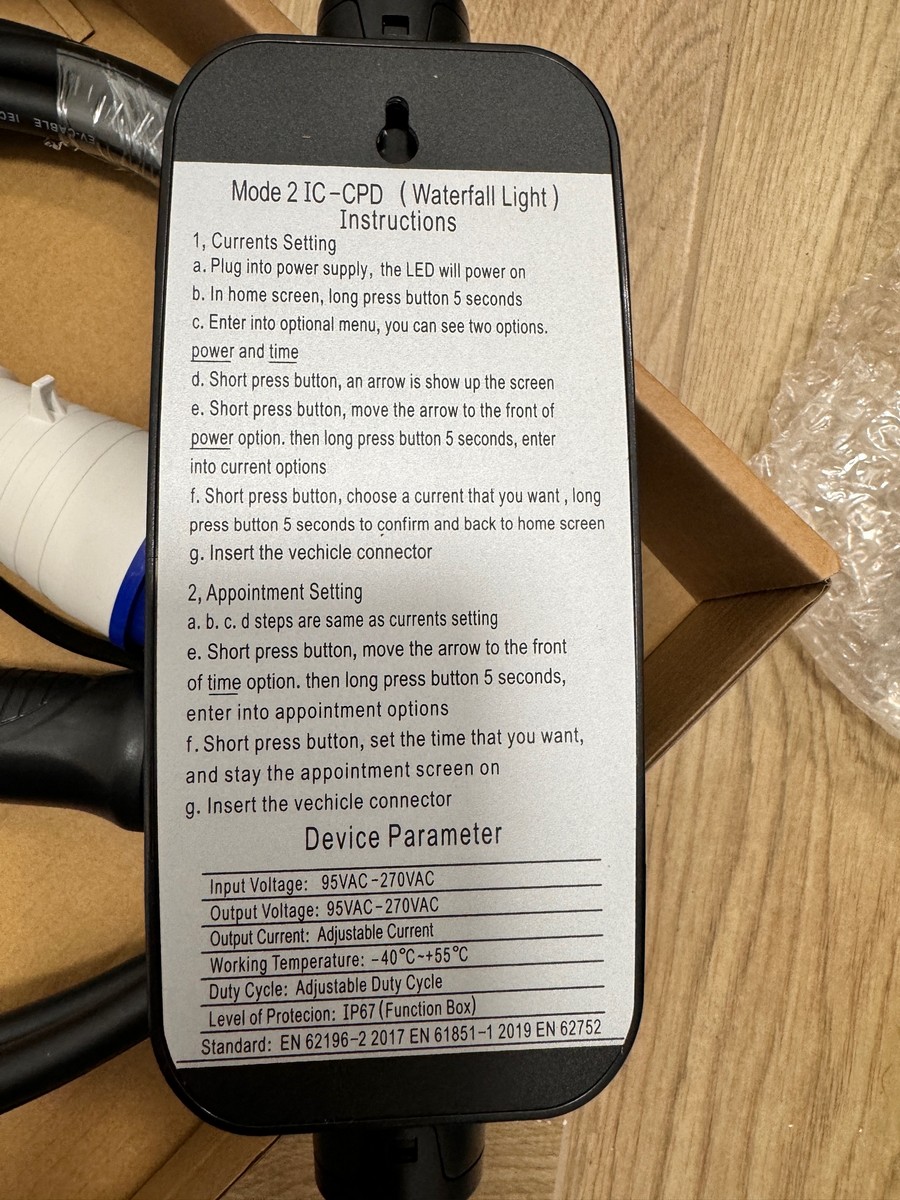 EV-CABLE IEC
Mode 2 IC-CPD (Waterfall Light)
Instructions
1, Currents Setting
a. Plug into power supply, the LED will power on
b. In home screen, long press button 5 seconds
c. Enter into optional menu, you can see two options.
power and time
d. Short press button, an arrow is show up the screen
e. Short press button, move the arrow to the front of
power option. then long press button 5 seconds, enter
into current options
f. Short press button, choose a current that you want , long
press button 5 seconds to confirm and back to home screen
g. Insert the vechicle connector
2, Appointment Setting
a. b. c. d steps are same as currents setting
e. Short press button, move the arrow to the front
of time option. then long press button 5 seconds,
enter into appointment options
f. Short press button, set the time that you want,
and stay the appointment screen on
g. Insert the vechicle connector
Device Parameter
Input Voltage: 95VAC-270VAC
Output Voltage: 95VAC-270VAC
Output Current: Adjustable Current
Working Temperature: -40°C~+55°C
Duty Cycle: Adjustable Duty Cycle
Level of Protecion: IP67(Function Box)
Standard: EN 62196-2 2017 EN 61851-1 2019 EN 62752